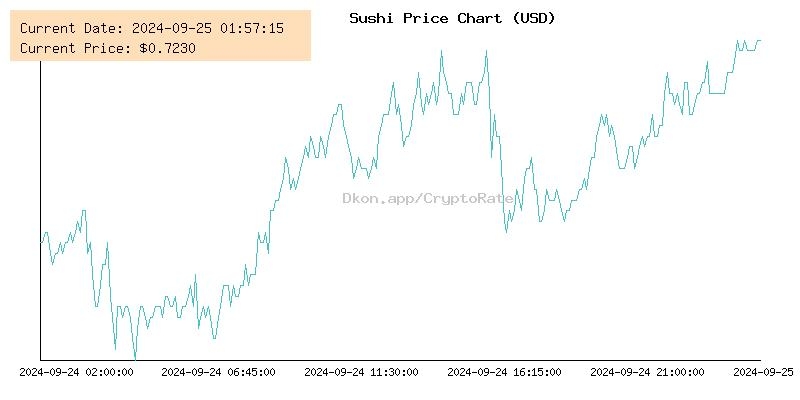 Sushi Price Chart (USD)
Current Date: 2024-09-25 01:57:15
Current Price: $0.7230
Dkon.app/CryptoRate
2024-09-24 02:00:00 2024-09-24 06:45:00 2024-09-24 11:30:00 2024-09-24 16:15:00 2024-09-24 21:00:00 2024-09-25